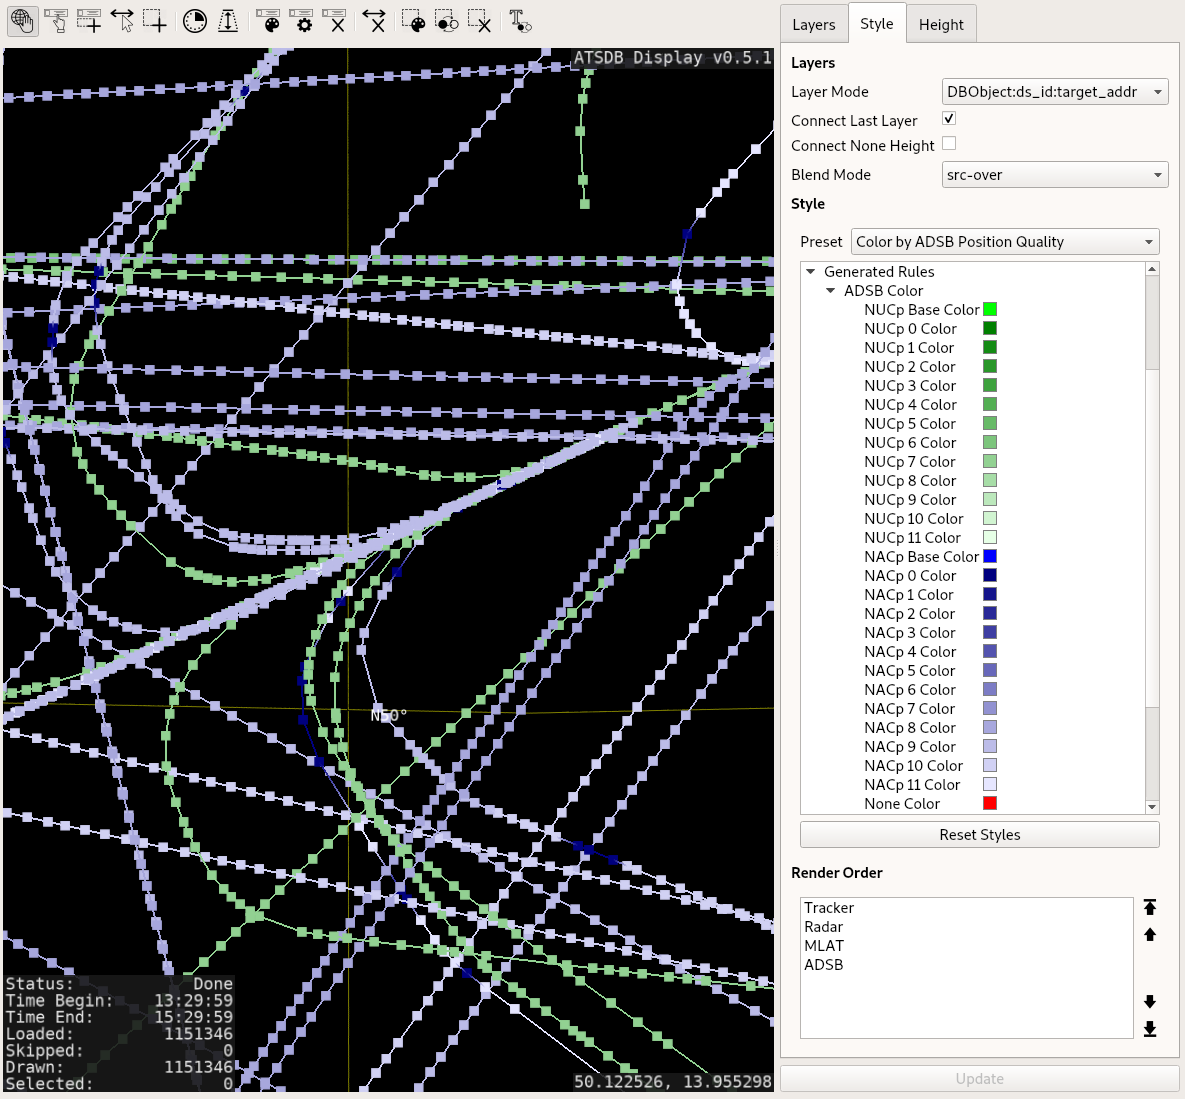 ATSDB Display v0.5.1
N50°
Status: Done
Time Begin: 13:29:59
Time End: 15:29:59
Loaded: 1151346
Skipped: 0
Drawn: 1151346
Selected: 0
50.122526, 13.955298
Layers Style Height
Layers
Layer Mode DBObject:ds_id:target_addr
Connect Last Layer
Connect None Height
Blend Mode src-over
Style
Preset Color by ADSB Position Quality
Generated Rules
ADSB Color
NUCp Base Color
NUCp 0 Color
NUCp 1 Color
NUCp 2 Color
NUCp 3 Color
NUCp 4 Color
NUCp 5 Color
NUCp 6 Color
NUCp 7 Color
NUCp 8 Color
NUCp 9 Color
NUCp 10 Color
NUCp 11 Color
NACp Base Color
NACp 0 Color
NACp 1 Color
NACp 2 Color
NACp 3 Color
NACp 4 Color
NACp 5 Color
NACp 6 Color
NACp 7 Color
NACp 8 Color
NACp 9 Color
NACp 10 Color
NACp 11 Color
None Color
Reset Styles
Render Order
Tracker
Radar
MLAT
ADSB
Update